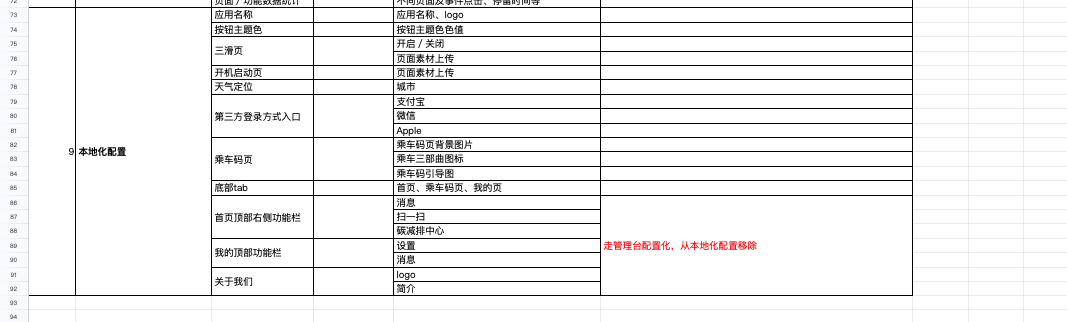 72 页面 / 功能数据统计 不同页面及事件点击、停留时间等
73 应用名称 应用名称、logo
74 按钮主题色 按钮主题色色值
75 三滑页 开启 / 关闭
76 页面素材上传
77 开机启动页 页面素材上传
78 天气定位 城市
79 第三方登录方式入口 支付宝
80 微信
81 Apple
9 本地化配置
82 乘车码页 乘车码页背景图片
83 乘车三部曲图标
84 乘车码引导图
85 底部tab 首页、乘车码页、我的页
86 首页顶部右侧功能栏 消息
87 扫一扫
88 碳减排中心
89 我的顶部功能栏 设置 走管理台配置化，从本地化配置移除
90 消息
91 关于我们 logo
92 简介
93
94